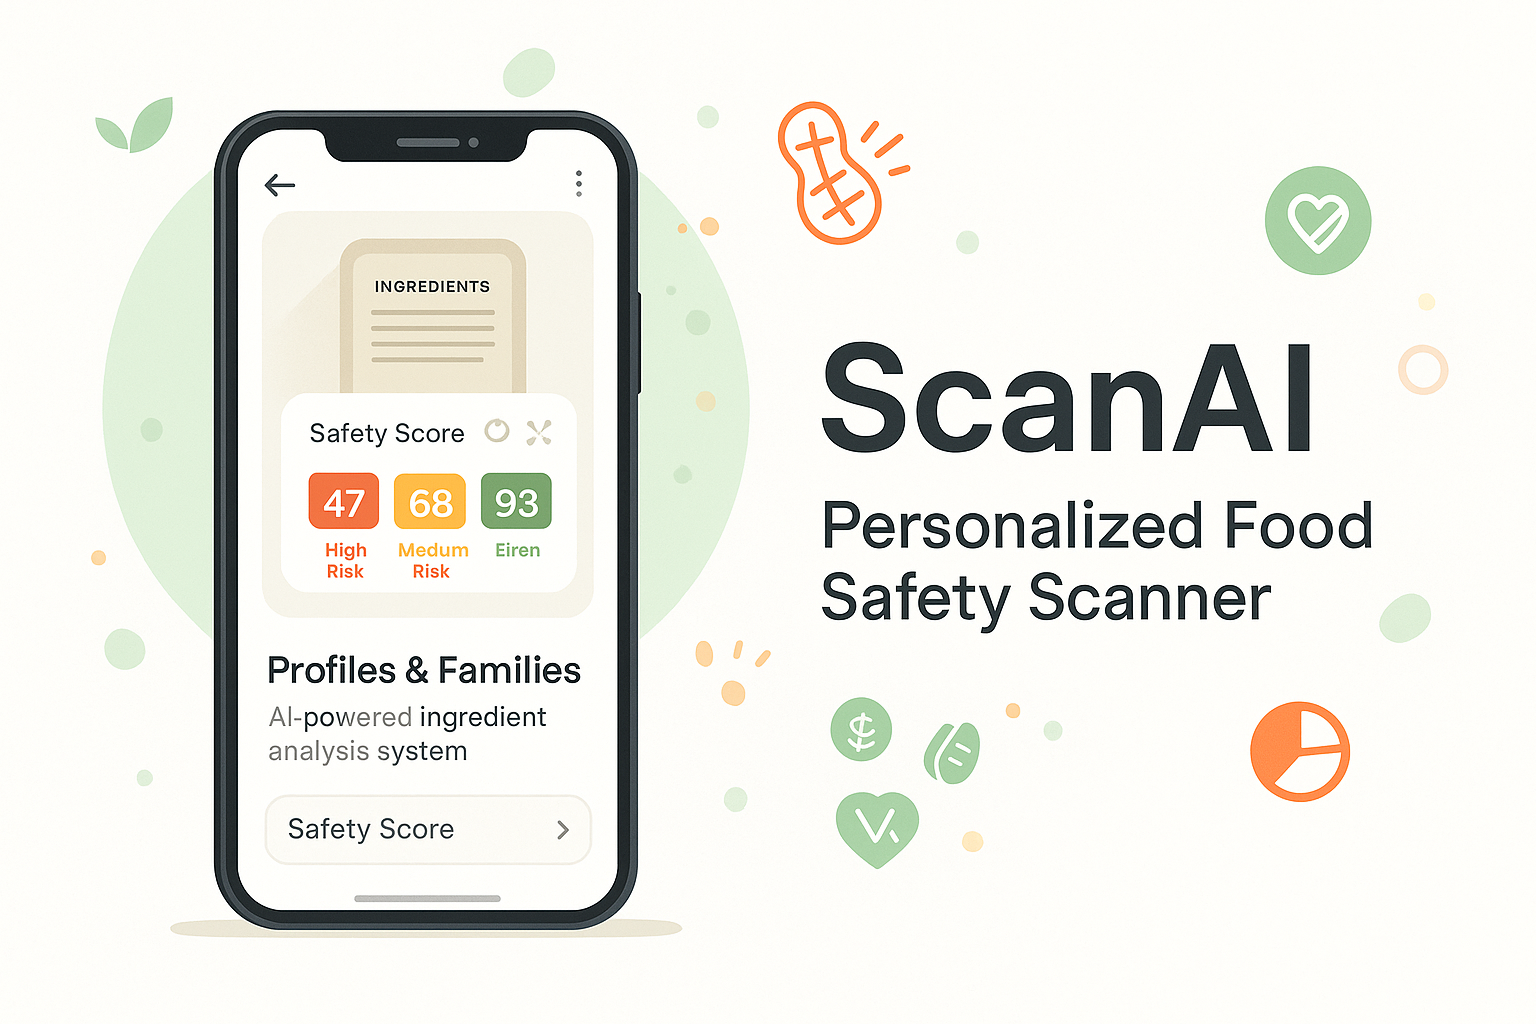 INGREDIENTS
Safety Score
47 68 93
High Risk
Medum Risk
Eiren
Profiles & Families
AI-powered ingredient
analysis system
Safety Score
ScanAI
Personalized Food
Safety Scanner